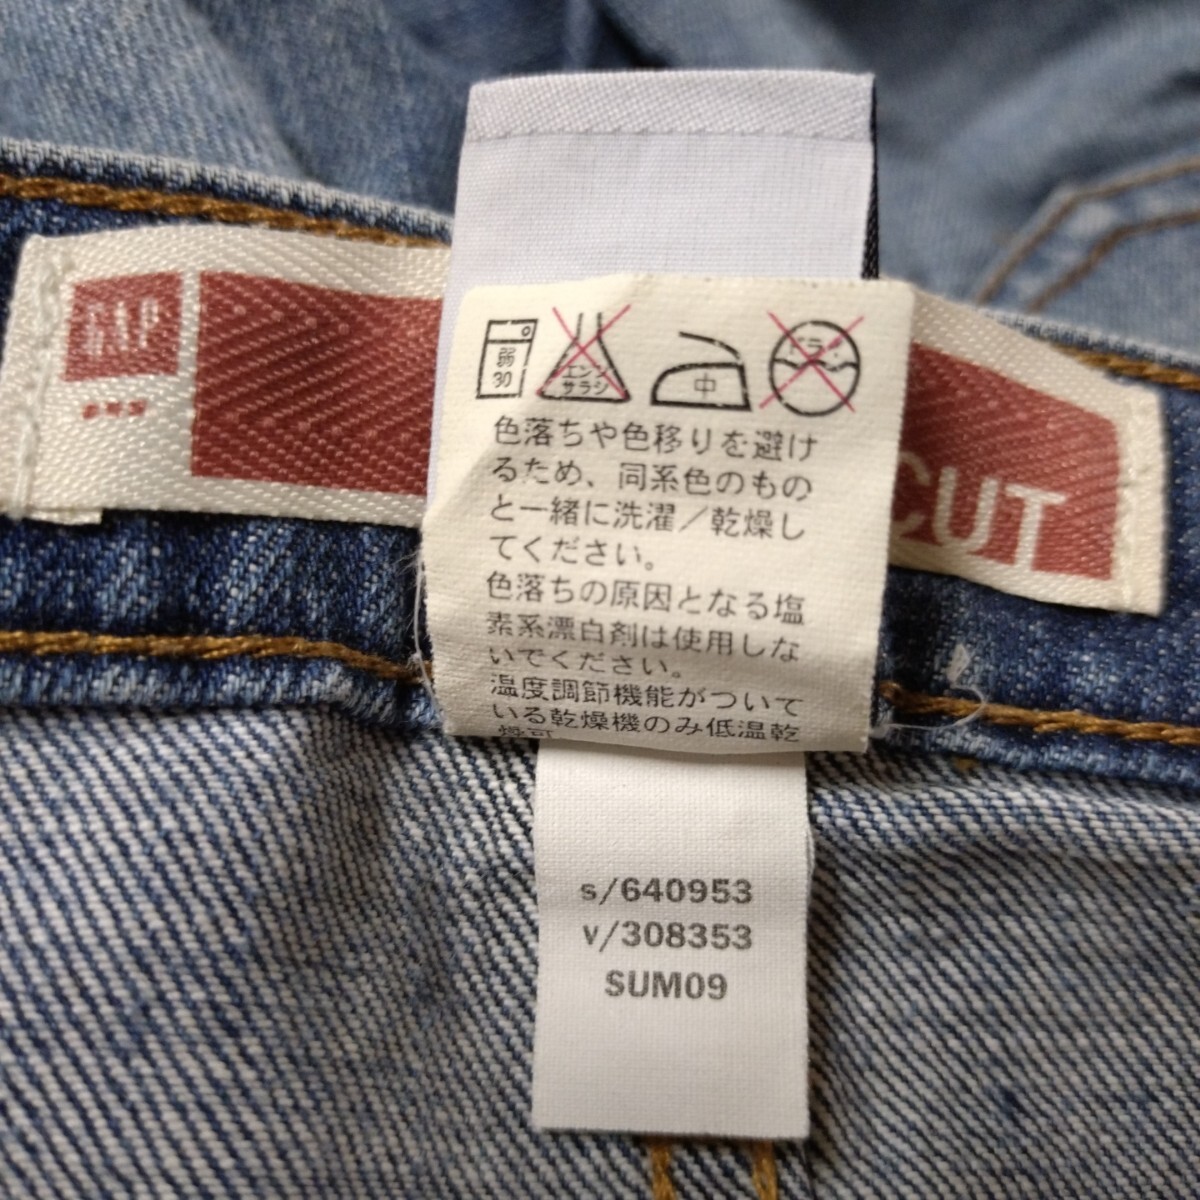 GAP
CUT
弱
30
エンソ
サラシ
中
ドライ
色落ちや色移りを避け
るため、同系色のもの
と一緒に洗濯／乾燥し
てください。
色落ちの原因となる塩
素系漂白剤は使用しな
いでください。
温度調節機能がついて
いる乾燥機のみ低温乾
燥可
s/640953
v/308353
SUM09